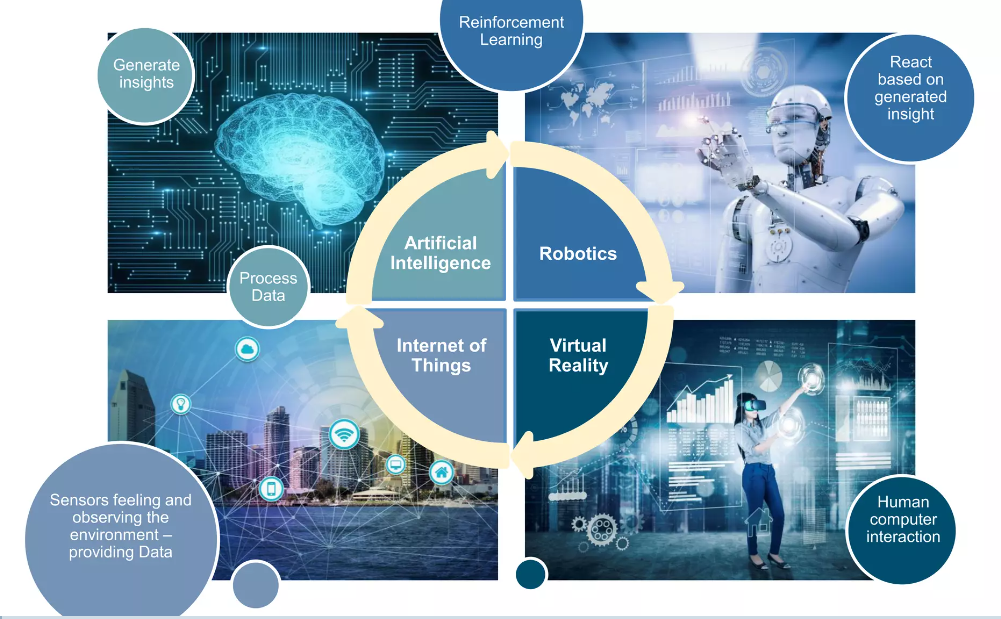 Reinforcement
Learning
Generate
insights
React
based on
generated
insight
Artificial
Intelligence
Robotics
Process
Data
Internet of
Things
Virtual
Reality
Sensors feeling and
observing the
environment –
providing Data
Human
computer
interaction